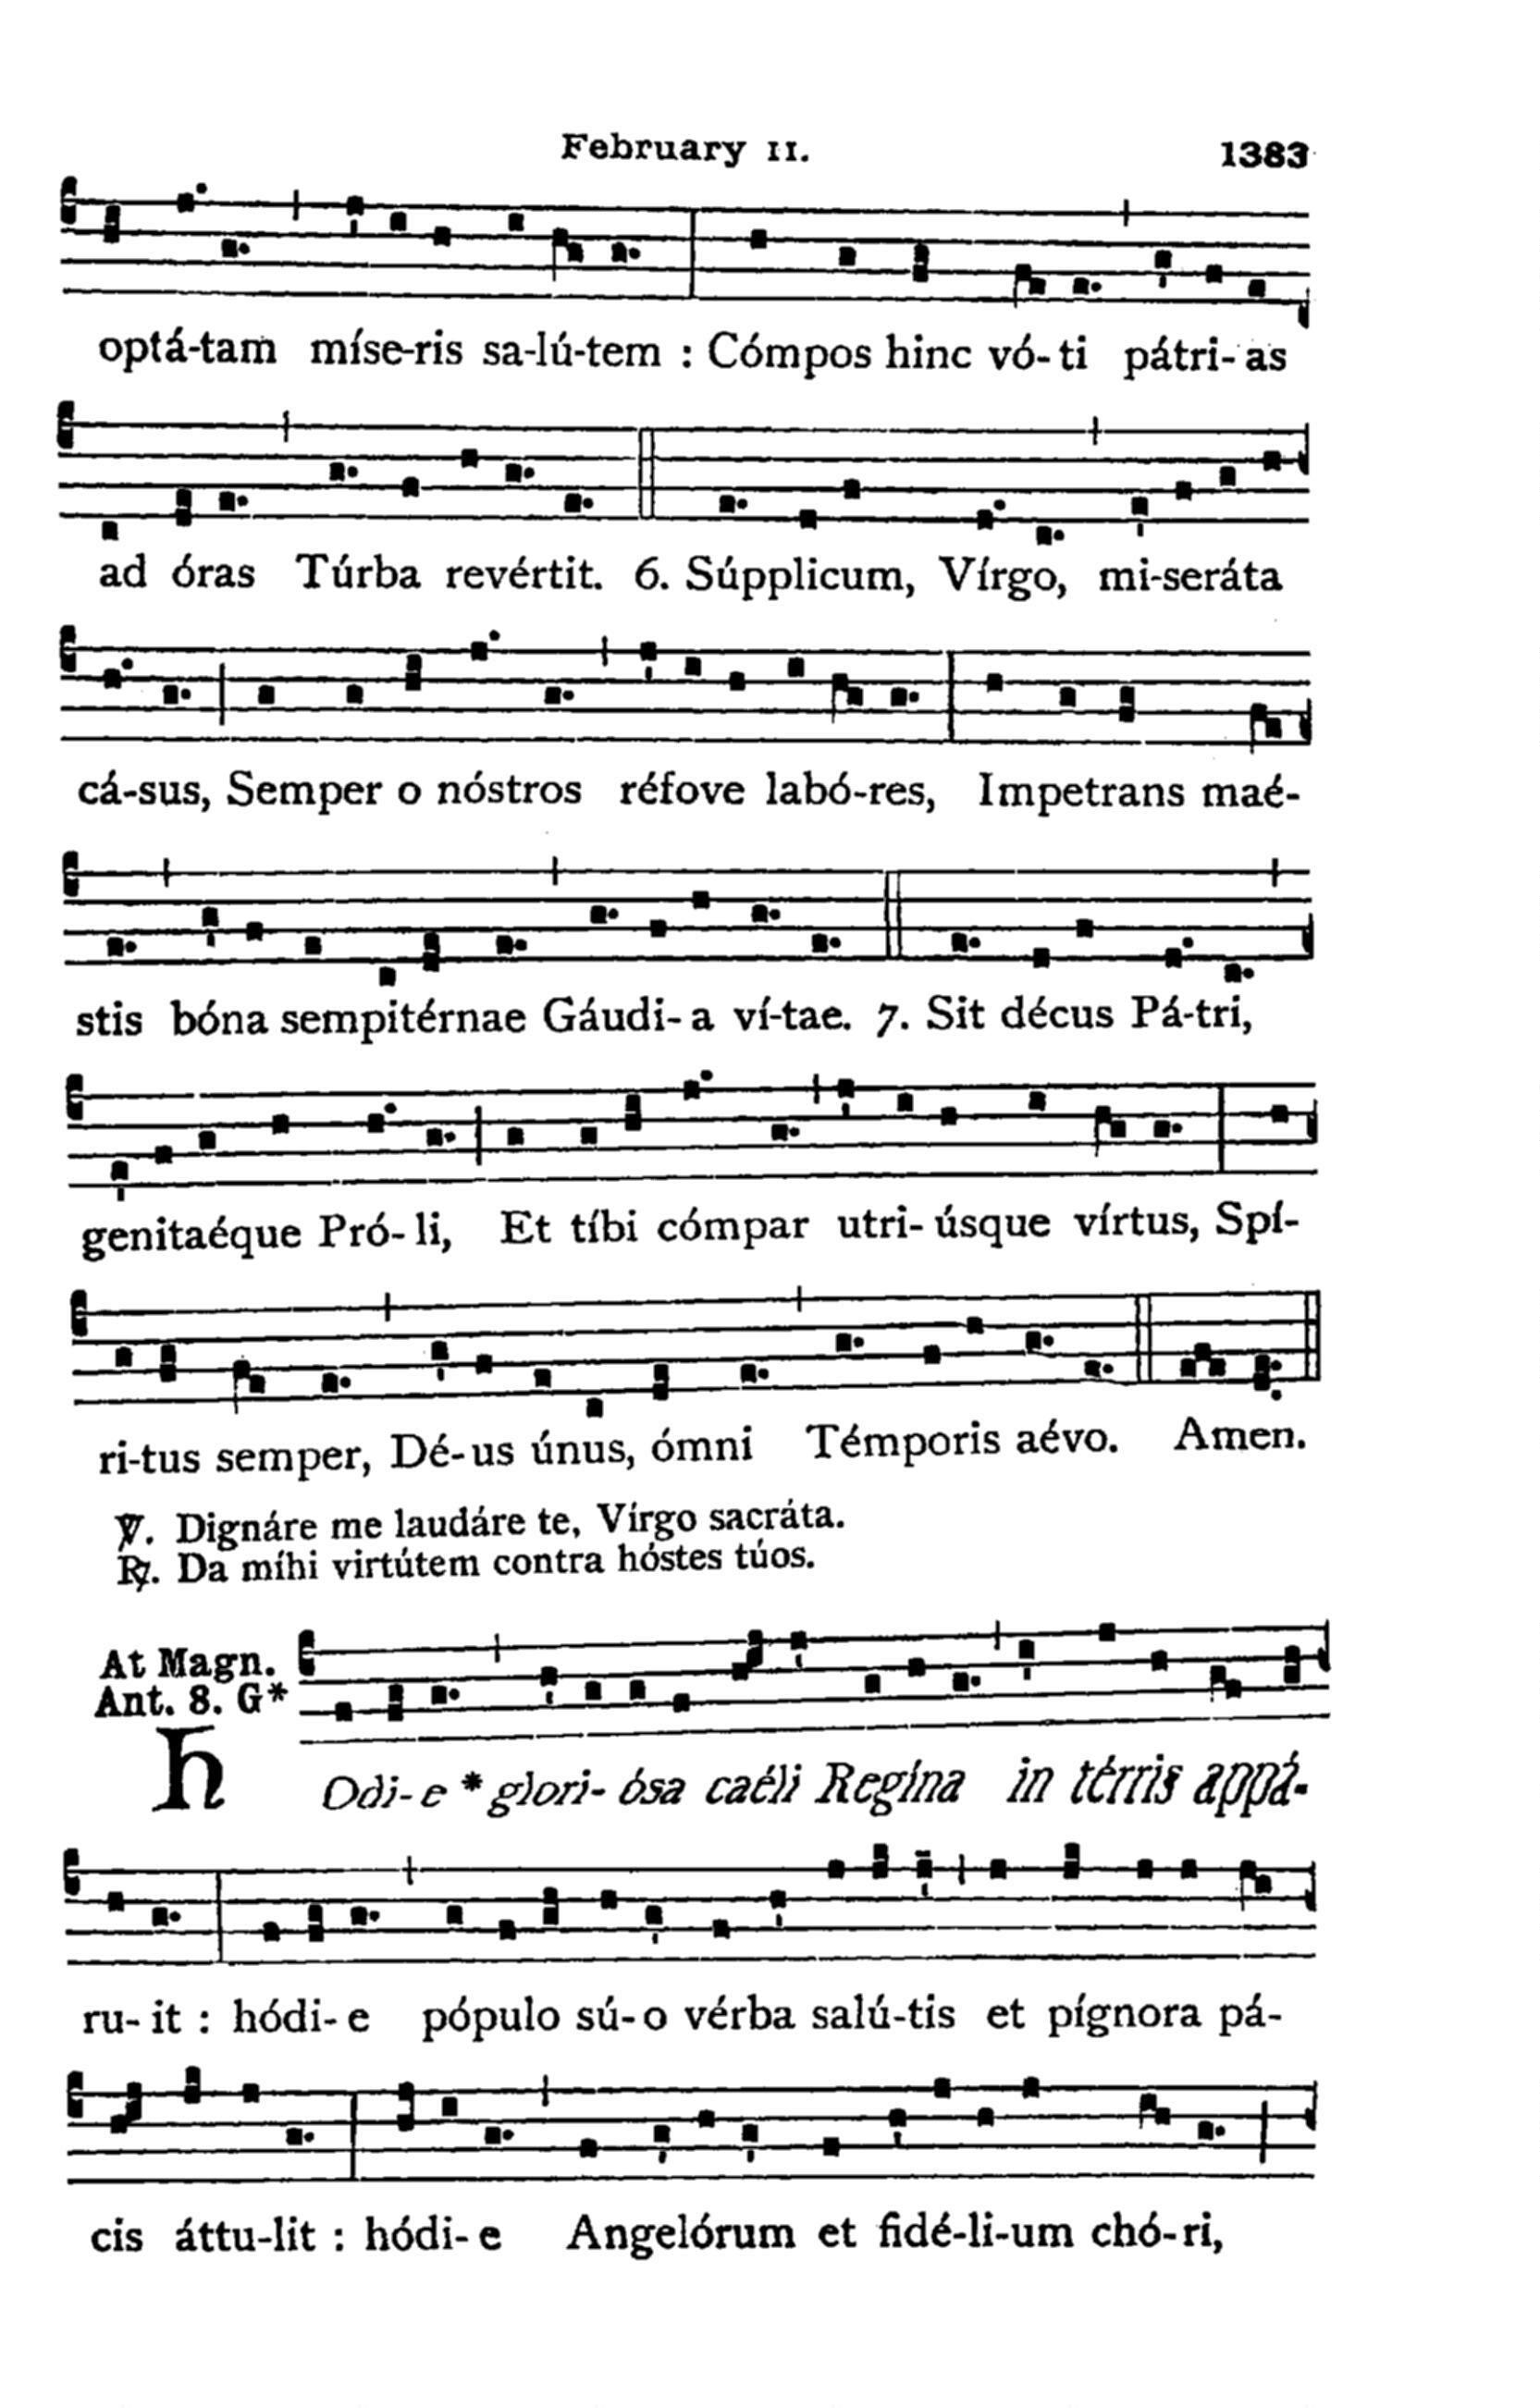 February 11. 1383
optá-tam míse-ris sa-lú-tem : Cómpos hinc vó-ti pátri-as
ad óras Túrba revértit. 6. Súpplicum, Vírgo, mi-seráta
cá-sus, Semper o nóstros réfove labó-res, Impetrans maé-
stis bóna sempitérnae Gáudi-a ví-tae. 7. Sit décus Pá-tri,
genitaéque Pró-li, Et tíbi cómpar utri-úsque vírtus, Spí-
ri-tus semper, Dé-us únus, ómni Témporis aévo. Amen.
℣. Dignáre me laudáre te, Vírgo sacráta.
℟. Da míhi virtútem contra hóstes túos.
At Magn.
Ant. 8. G*
hOdi-e * glori-ósa caéli Regína in térris appá-
ru-it : hódi-e pópulo sú-o vérba salú-tis et pígnora pá-
cis áttu-lit : hódi-e Angelórum et fidé-li-um chó-ri,